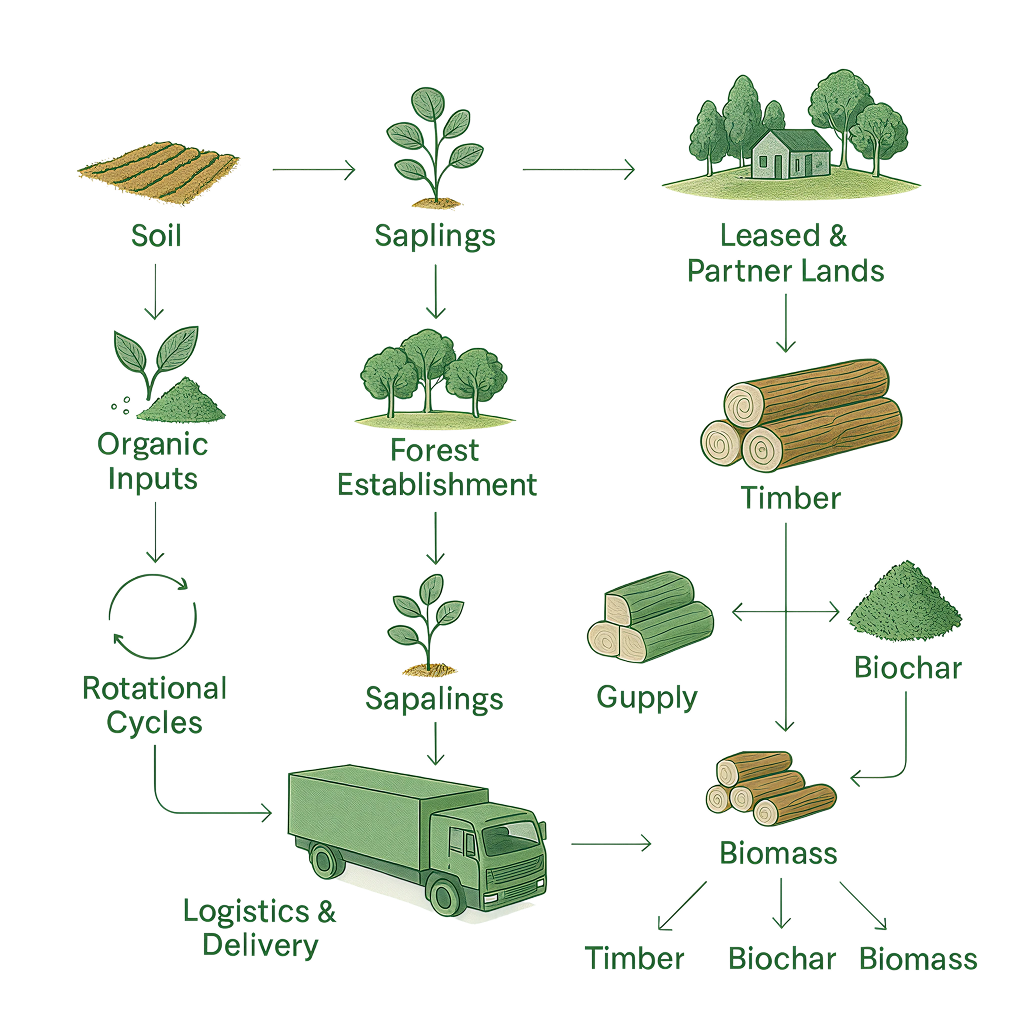 Soil
Saplings
Leased &
Partner Lands
Organic
Inputs
Forest
Establishment
Timber
Rotational
Cycles
Sapalings
Gupply
Biochar
Biomass
Logistics &
Delivery
Timber
Biochar
Biomass